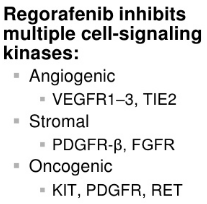 Regorafenib inhibits
multiple cell-signaling
kinases:
Angiogenic
VEGFR1–3, TIE2
Stromal
PDGFR-β, FGFR
Oncogenic
KIT, PDGFR, RET